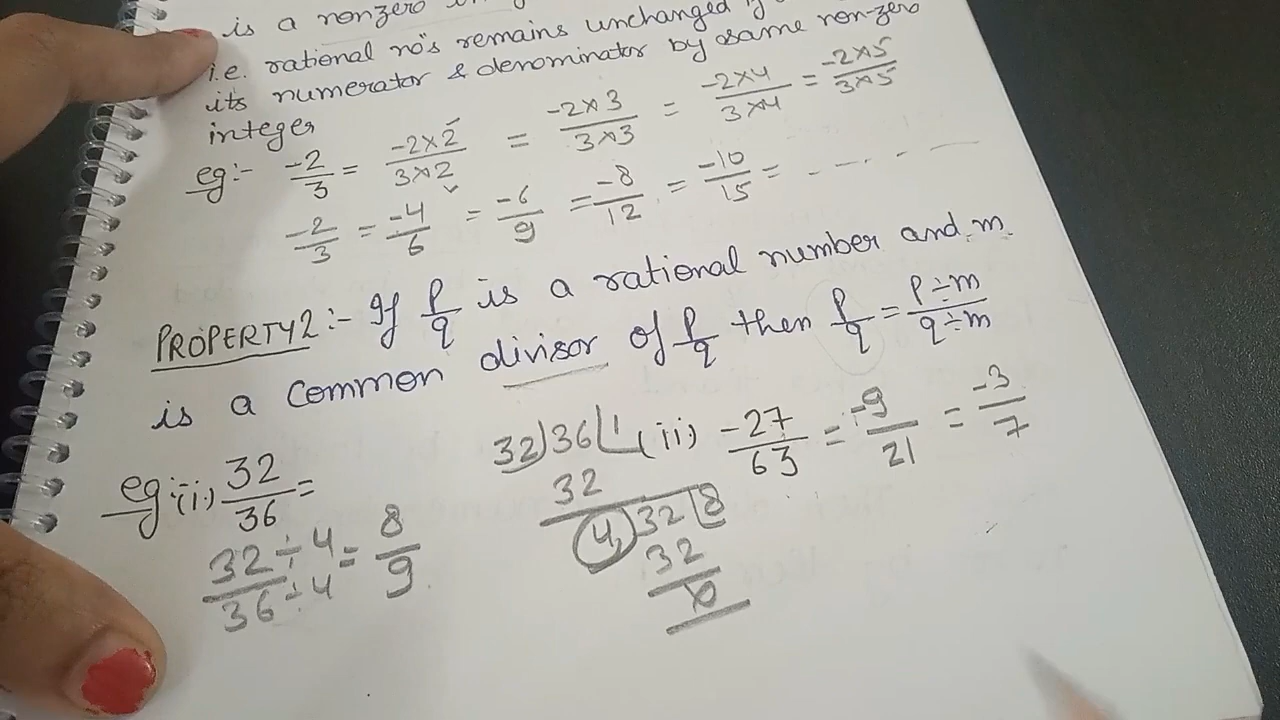 is a nonzero
i.e. rational no's remains unchanged if
its numerator & denominator by same non-zero
integer
eg:- -2/3 = -2×2/3×2 = -2×3/3×3 = -2×4/3×4 = -2×5/3×5
-2/3 = -4/6 = -6/9 = -8/12 = -10/15 = - - - - -
PROPERTY 2:- If p/q is a rational number and m
is a common divisor of p/q then p/q = p÷m/q÷m
eg:(i) 32/36 =
32÷4/36÷4 = 8/9
32)36(1
32
4)32(8
32
0
(ii) -27/63 = -9/21 = -3/7